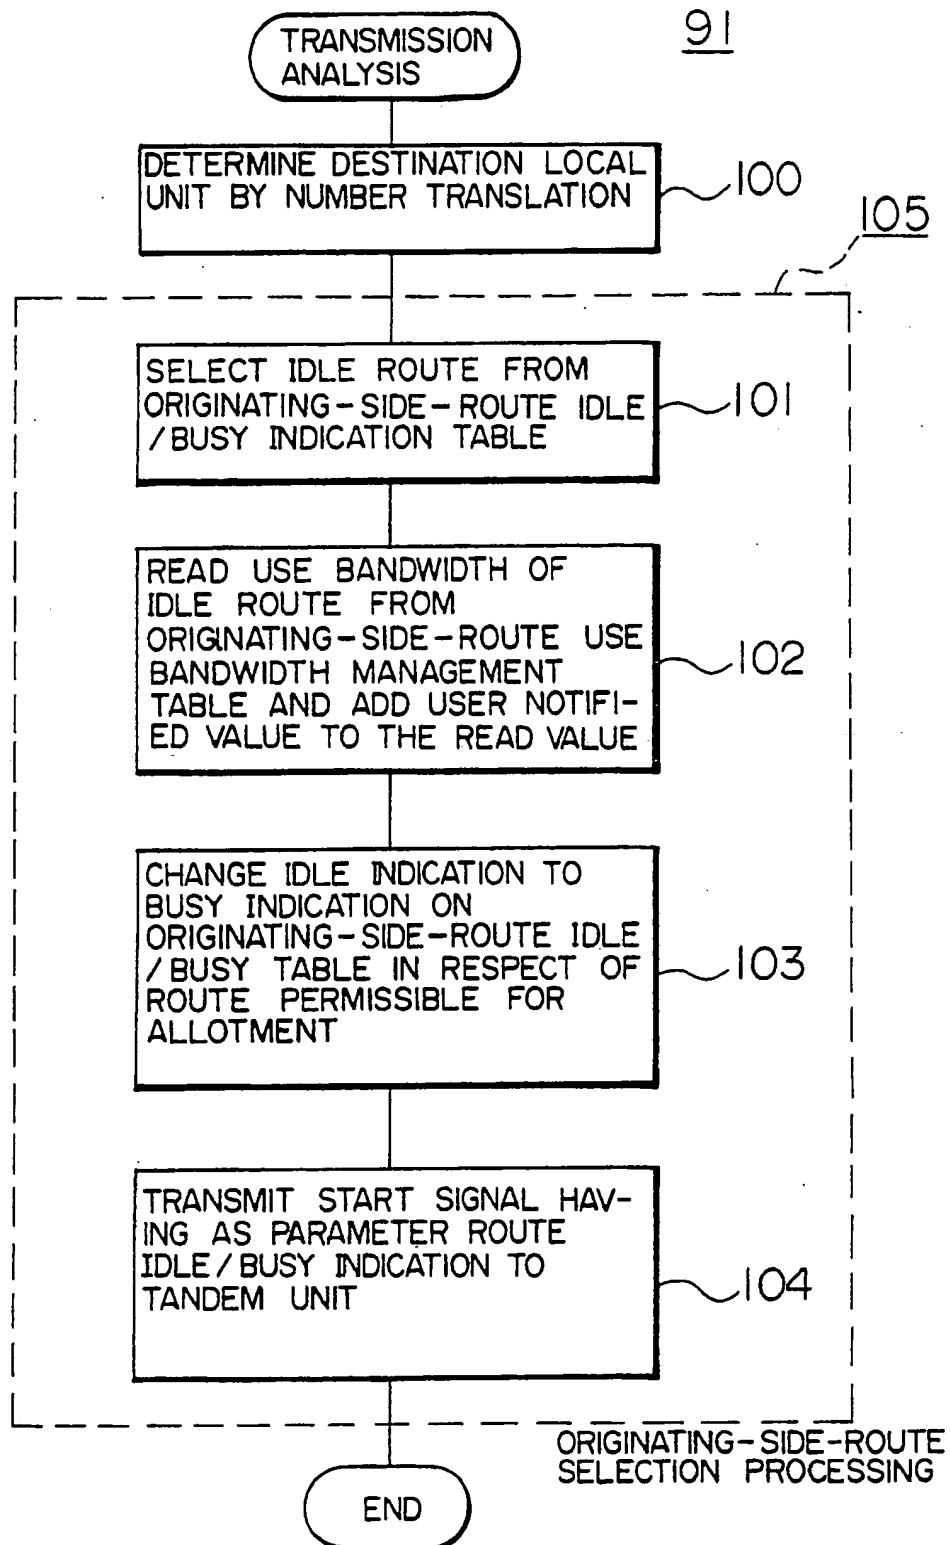 91
TRANSMISSION
ANALYSIS
DETERMINE DESTINATION LOCAL
UNIT BY NUMBER TRANSLATION
100
105
SELECT IDLE ROUTE FROM
ORIGINATING-SIDE-ROUTE IDLE
/BUSY INDICATION TABLE
101
READ USE BANDWIDTH OF
IDLE ROUTE FROM
ORIGINATING-SIDE-ROUTE USE
BANDWIDTH MANAGEMENT
TABLE AND ADD USER NOTIFI-
ED VALUE TO THE READ VALUE
102
CHANGE IDLE INDICATION TO
BUSY INDICATION ON
ORIGINATING-SIDE-ROUTE IDLE
/BUSY TABLE IN RESPECT OF
ROUTE PERMISSIBLE FOR
ALLOTMENT
103
TRANSMIT START SIGNAL HAV-
ING AS PARAMETER ROUTE
IDLE/BUSY INDICATION TO
TANDEM UNIT
104
ORIGINATING-SIDE-ROUTE
SELECTION PROCESSING
END